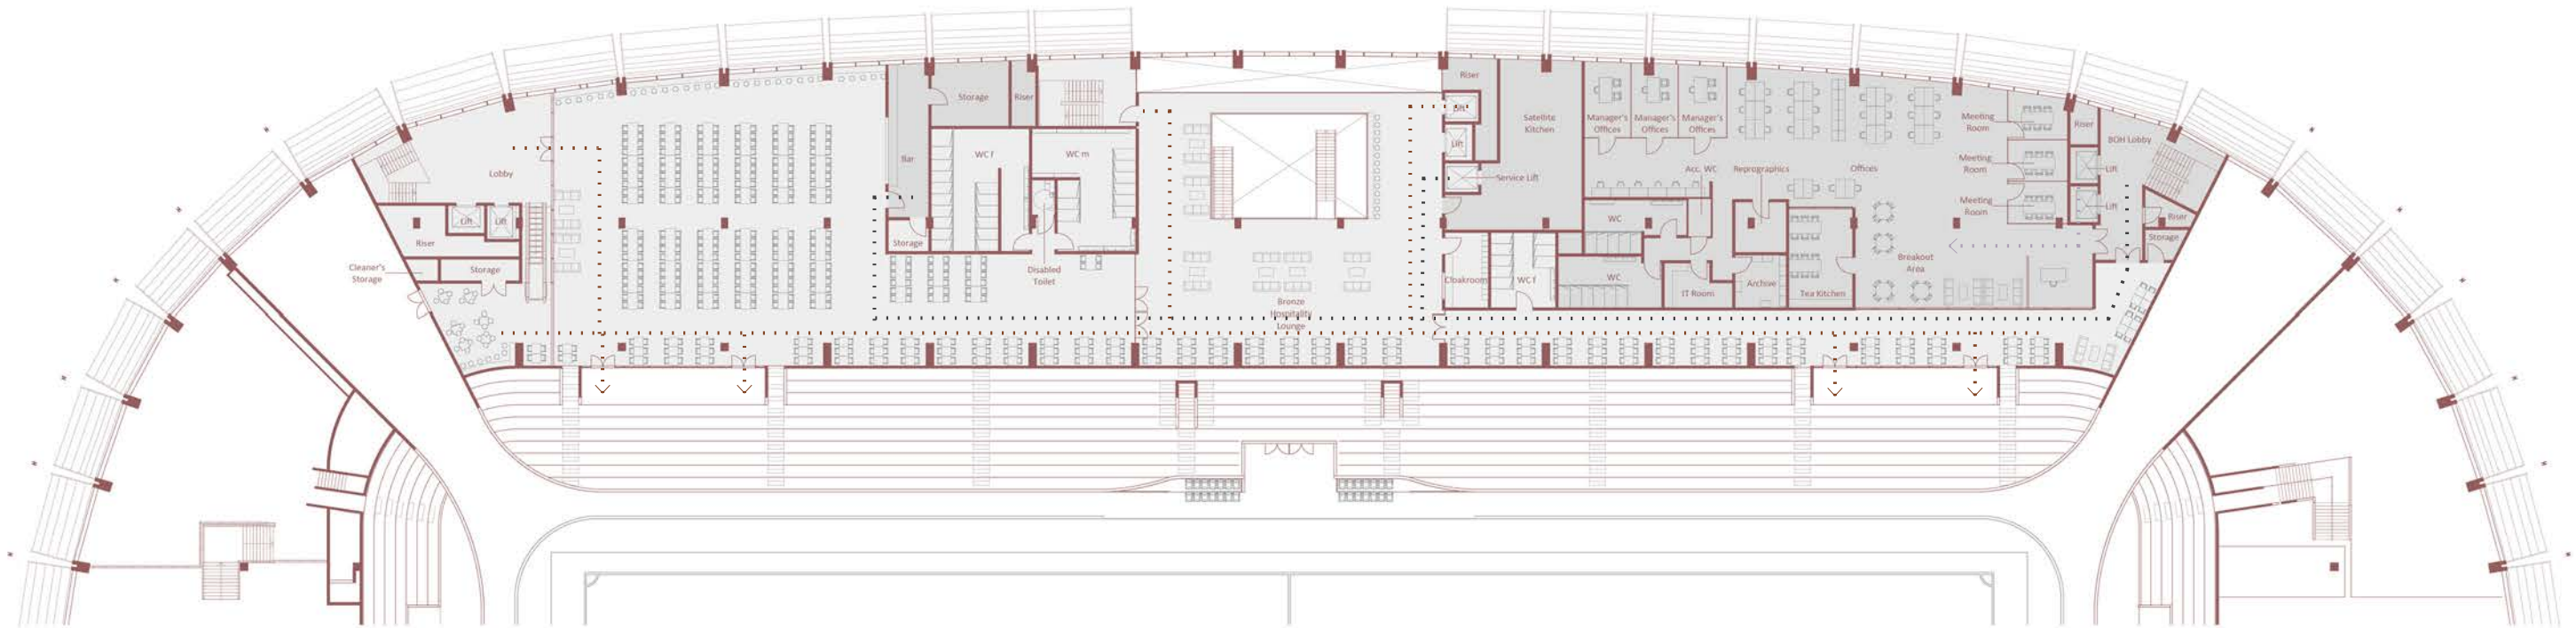 Lobby
Lift
Lift
Riser
Cleaner's
Storage
Storage
Bar
Storage
Storage
Riser
WC f
WC m
Disabled
Toilet
Bronze
Hospitality
Lounge
Riser
Lift
Lift
Service Lift
Satellite
Kitchen
Cloakroom
WC f
Manager's
Offices
Manager's
Offices
Manager's
Offices
Acc. WC
Reprographics
Offices
WC
WC
IT Room
Archive
Tea Kitchen
Breakout
Area
Meeting
Room
Meeting
Room
Meeting
Room
Riser
BOH Lobby
Lift
Lift
Riser
Storage